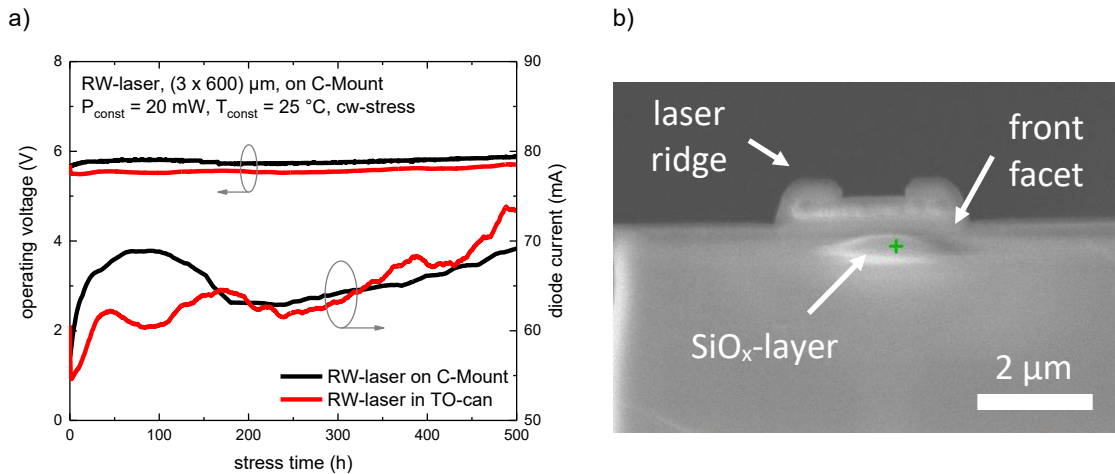 a)
RW-laser, (3 x 600) µm, on C-Mount
P_const = 20 mW, T_const = 25 °C, cw-stress
operating voltage (V)
8
6
4
2
0
diode current (mA)
90
80
70
60
50
RW-laser on C-Mount
RW-laser in TO-can
0 100 200 300 400 500
stress time (h)
b)
laser
ridge
front
facet
SiOₓ-layer
2 µm